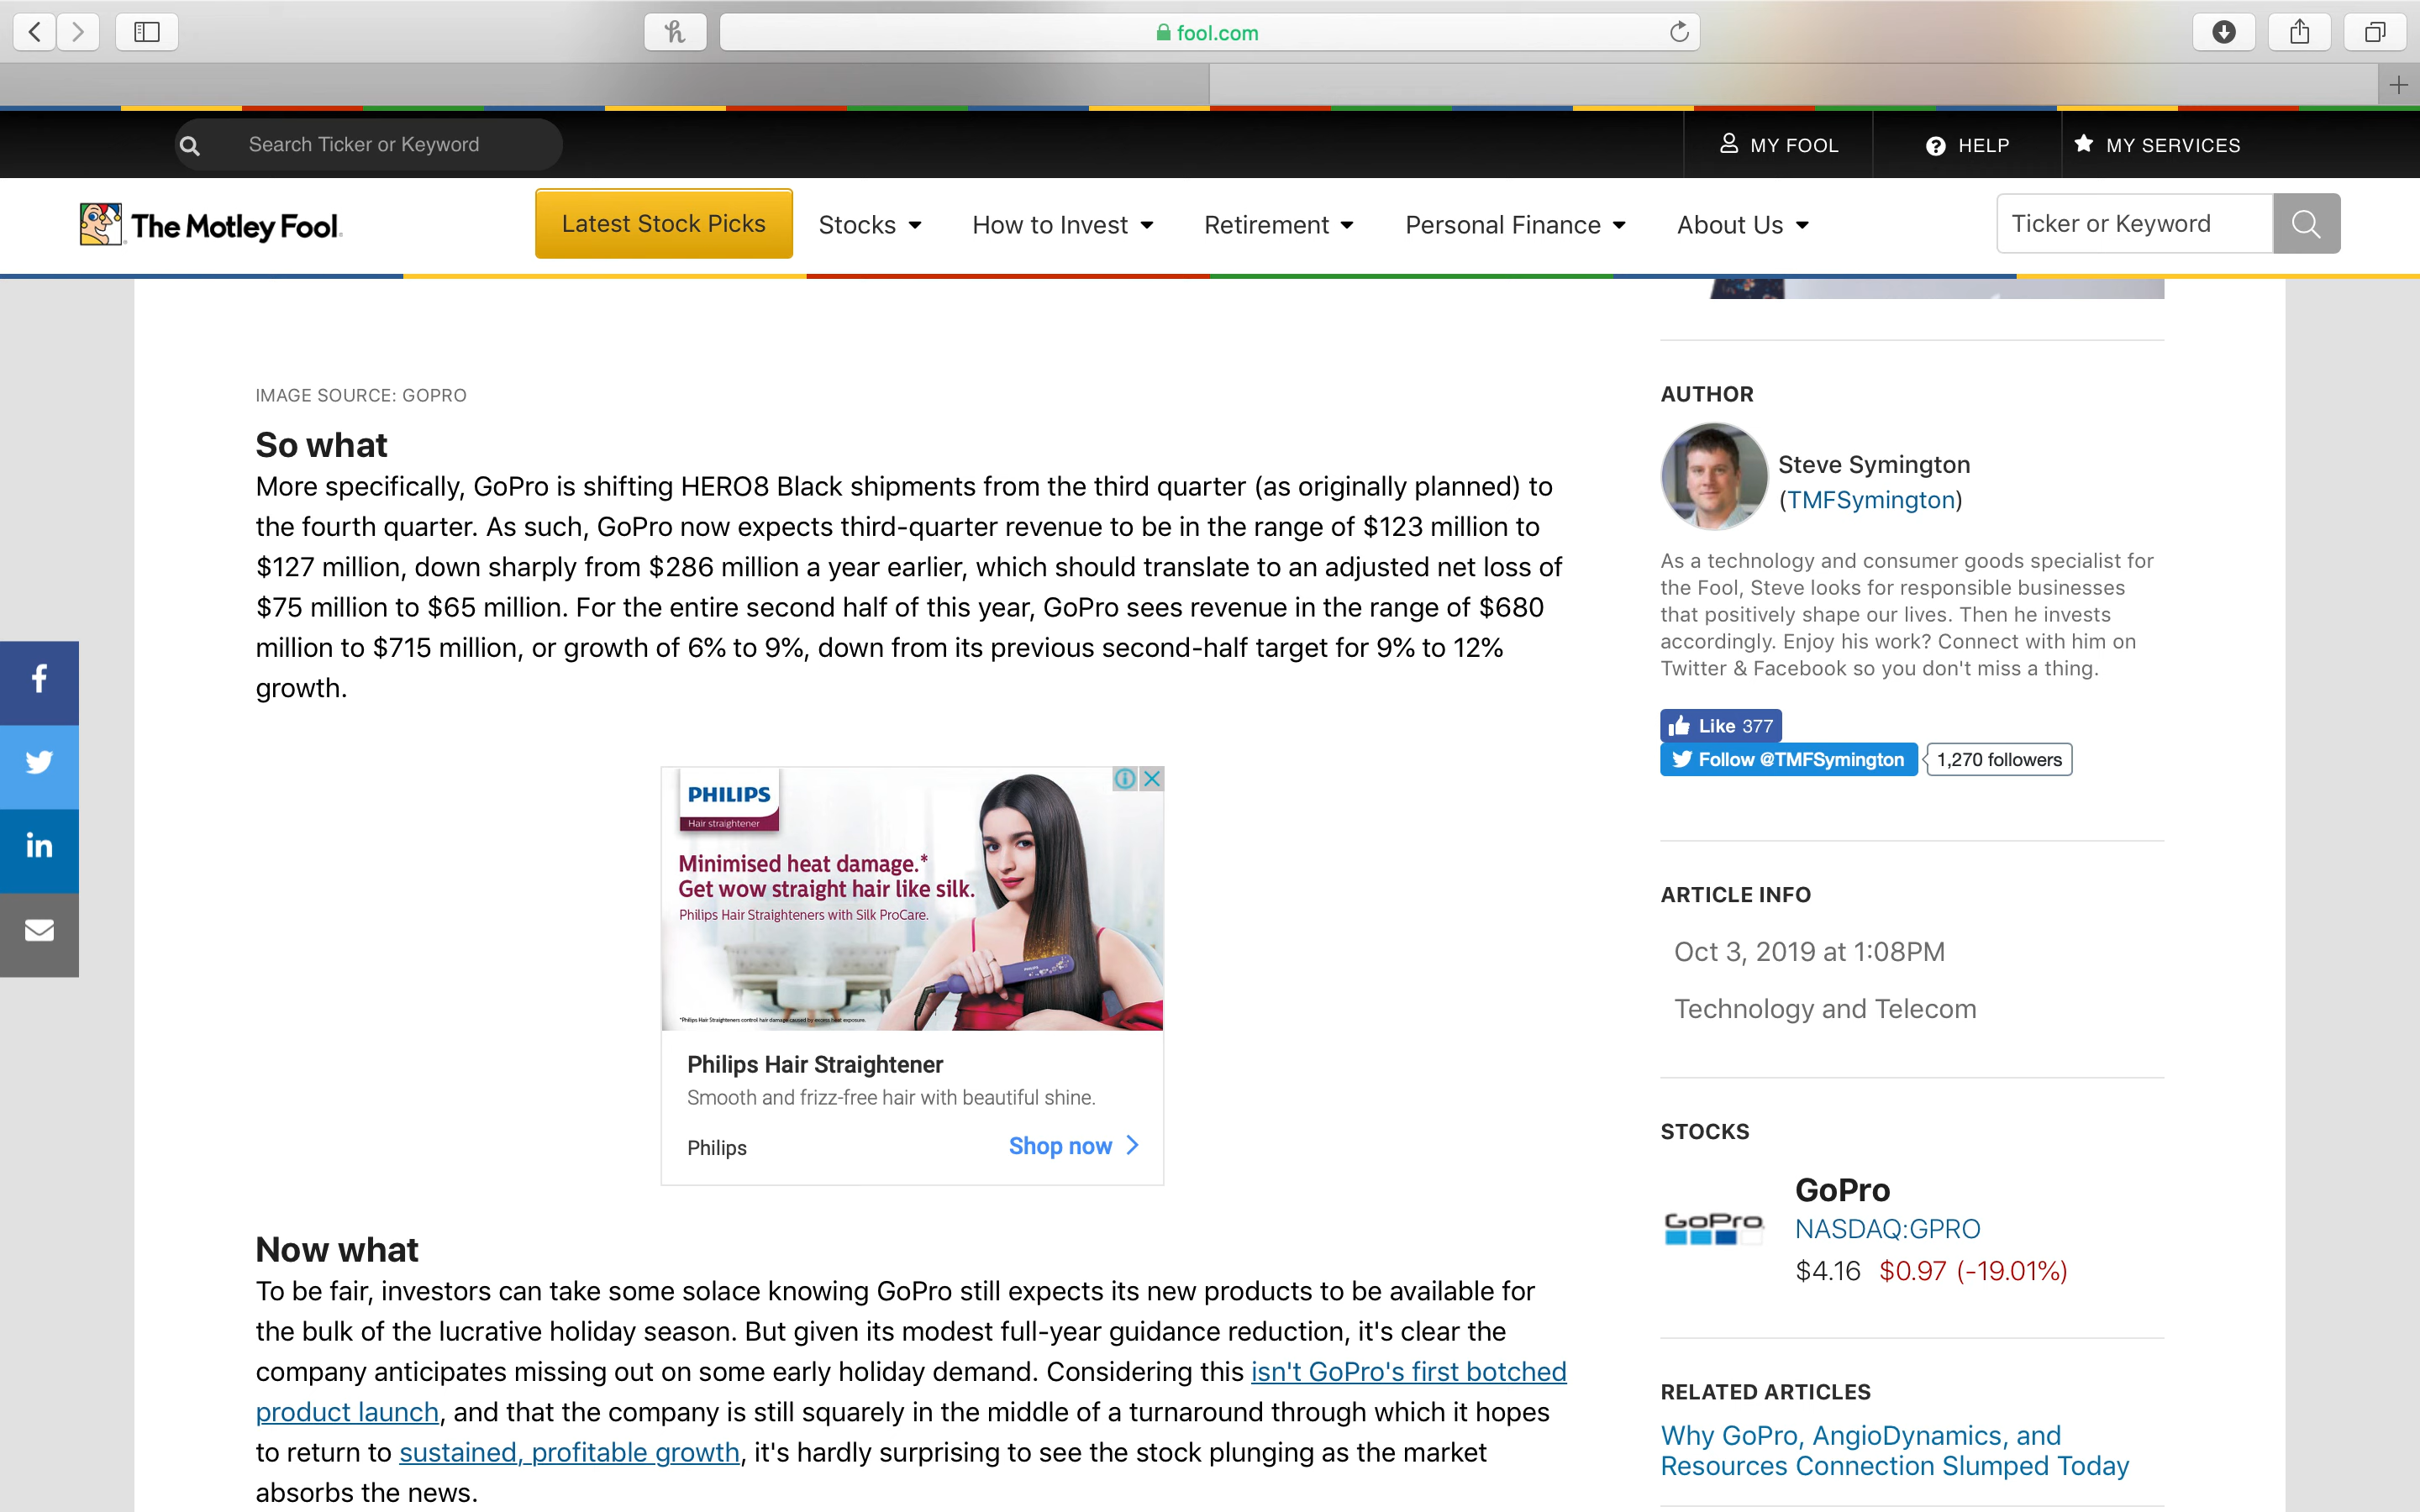 fool.com
Search Ticker or Keyword
MY FOOL
HELP
MY SERVICES
The Motley Fool.
Latest Stock Picks
Stocks
How to Invest
Retirement
Personal Finance
About Us
Ticker or Keyword
IMAGE SOURCE: GOPRO
So what
More specifically, GoPro is shifting HERO8 Black shipments from the third quarter (as originally planned) to
the fourth quarter. As such, GoPro now expects third-quarter revenue to be in the range of $123 million to
$127 million, down sharply from $286 million a year earlier, which should translate to an adjusted net loss of
$75 million to $65 million. For the entire second half of this year, GoPro sees revenue in the range of $680
million to $715 million, or growth of 6% to 9%, down from its previous second-half target for 9% to 12%
growth.
PHILIPS
Hair straightener
Minimised heat damage.*
Get wow straight hair like silk.
Philips Hair Straighteners with Silk ProCare.
*Philips Hair Straighteners control hair damage caused by excess heat exposure.
Philips Hair Straightener
Smooth and frizz-free hair with beautiful shine.
Philips
Shop now
Now what
To be fair, investors can take some solace knowing GoPro still expects its new products to be available for
the bulk of the lucrative holiday season. But given its modest full-year guidance reduction, it's clear the
company anticipates missing out on some early holiday demand. Considering this isn't GoPro's first botched
product launch, and that the company is still squarely in the middle of a turnaround through which it hopes
to return to sustained, profitable growth, it's hardly surprising to see the stock plunging as the market
absorbs the news.
AUTHOR
Steve Symington
(TMFSymington)
As a technology and consumer goods specialist for
the Fool, Steve looks for responsible businesses
that positively shape our lives. Then he invests
accordingly. Enjoy his work? Connect with him on
Twitter & Facebook so you don't miss a thing.
Like 377
Follow @TMFSymington
1,270 followers
ARTICLE INFO
Oct 3, 2019 at 1:08PM
Technology and Telecom
STOCKS
GoPro
GoPro
NASDAQ:GPRO
$4.16 $0.97 (-19.01%)
RELATED ARTICLES
Why GoPro, AngioDynamics, and
Resources Connection Slumped Today